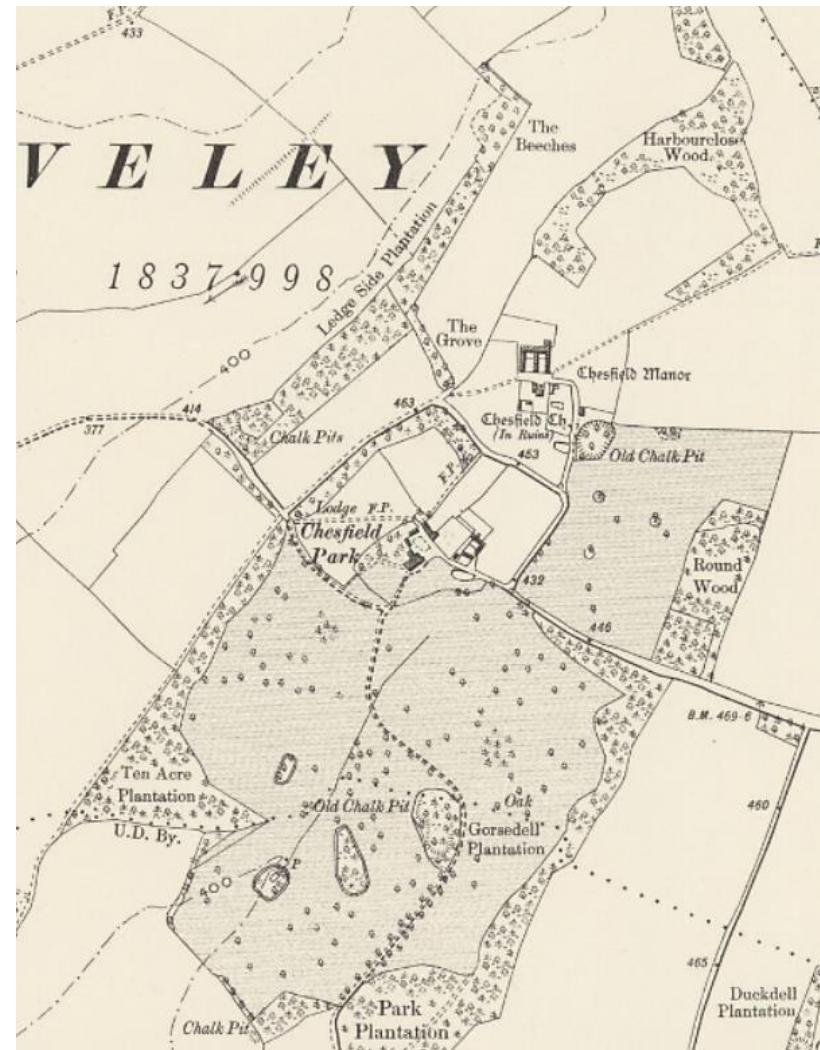 F.P.
433
The
Beeches
Harbourclose
Wood
VELEY
1837·998
Ledge Side Plantation
The
Grove
400
Chesfield Manor
P
463
414
377
Chesfield Ch.
(In Ruins)
Chalk Pits
453
Old Chalk Pit
F.P.
Lodge
F.P.
Chesfield
Park
Round
Wood
432
446
B.M. 469·6
Ten Acre
Plantation
460
Old Chalk Pit
Oak
U.D. By.
Gorsedell
Plantation
P
400
465
Duckdell
Plantation
Park
Plantation
Chalk Pit